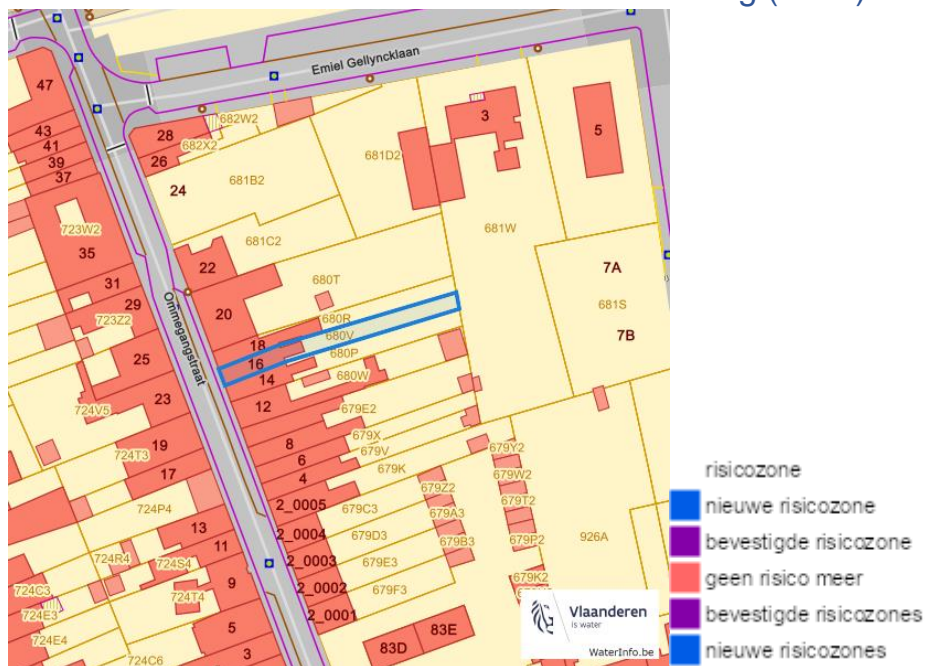 g (
)
Emiel Gellyncklaan
47
43
41
39
37
28
26
682W2
682X2
24
681B2
681D2
3
5
723W2
35
681C2
681W
22
680T
7A
681S
7B
31
29
723Z2
20
Ommegangstraat
680R
18
680V
16
680P
14
680W
25
12
724V5
23
679E2
679X
8
679V
6
679K
4
19
724T3
17
679Y2
679W2
679Z2
679T2
2_0005
679C3
679A3
724P4
13
2_0004
679D3
679B3
679P2
926A
11
2_0003
679E3
724R4
724S4
9
2_0002
679F3
679K2
724C3
724T4
724E3
2_0001
5
724E4
83D
83E
3
724C6
Vlaanderen
is water
WaterInfo.be
risicozone
nieuwe risicozone
bevestigde risicozone
geen risico meer
bevestigde risicozones
nieuwe risicozones